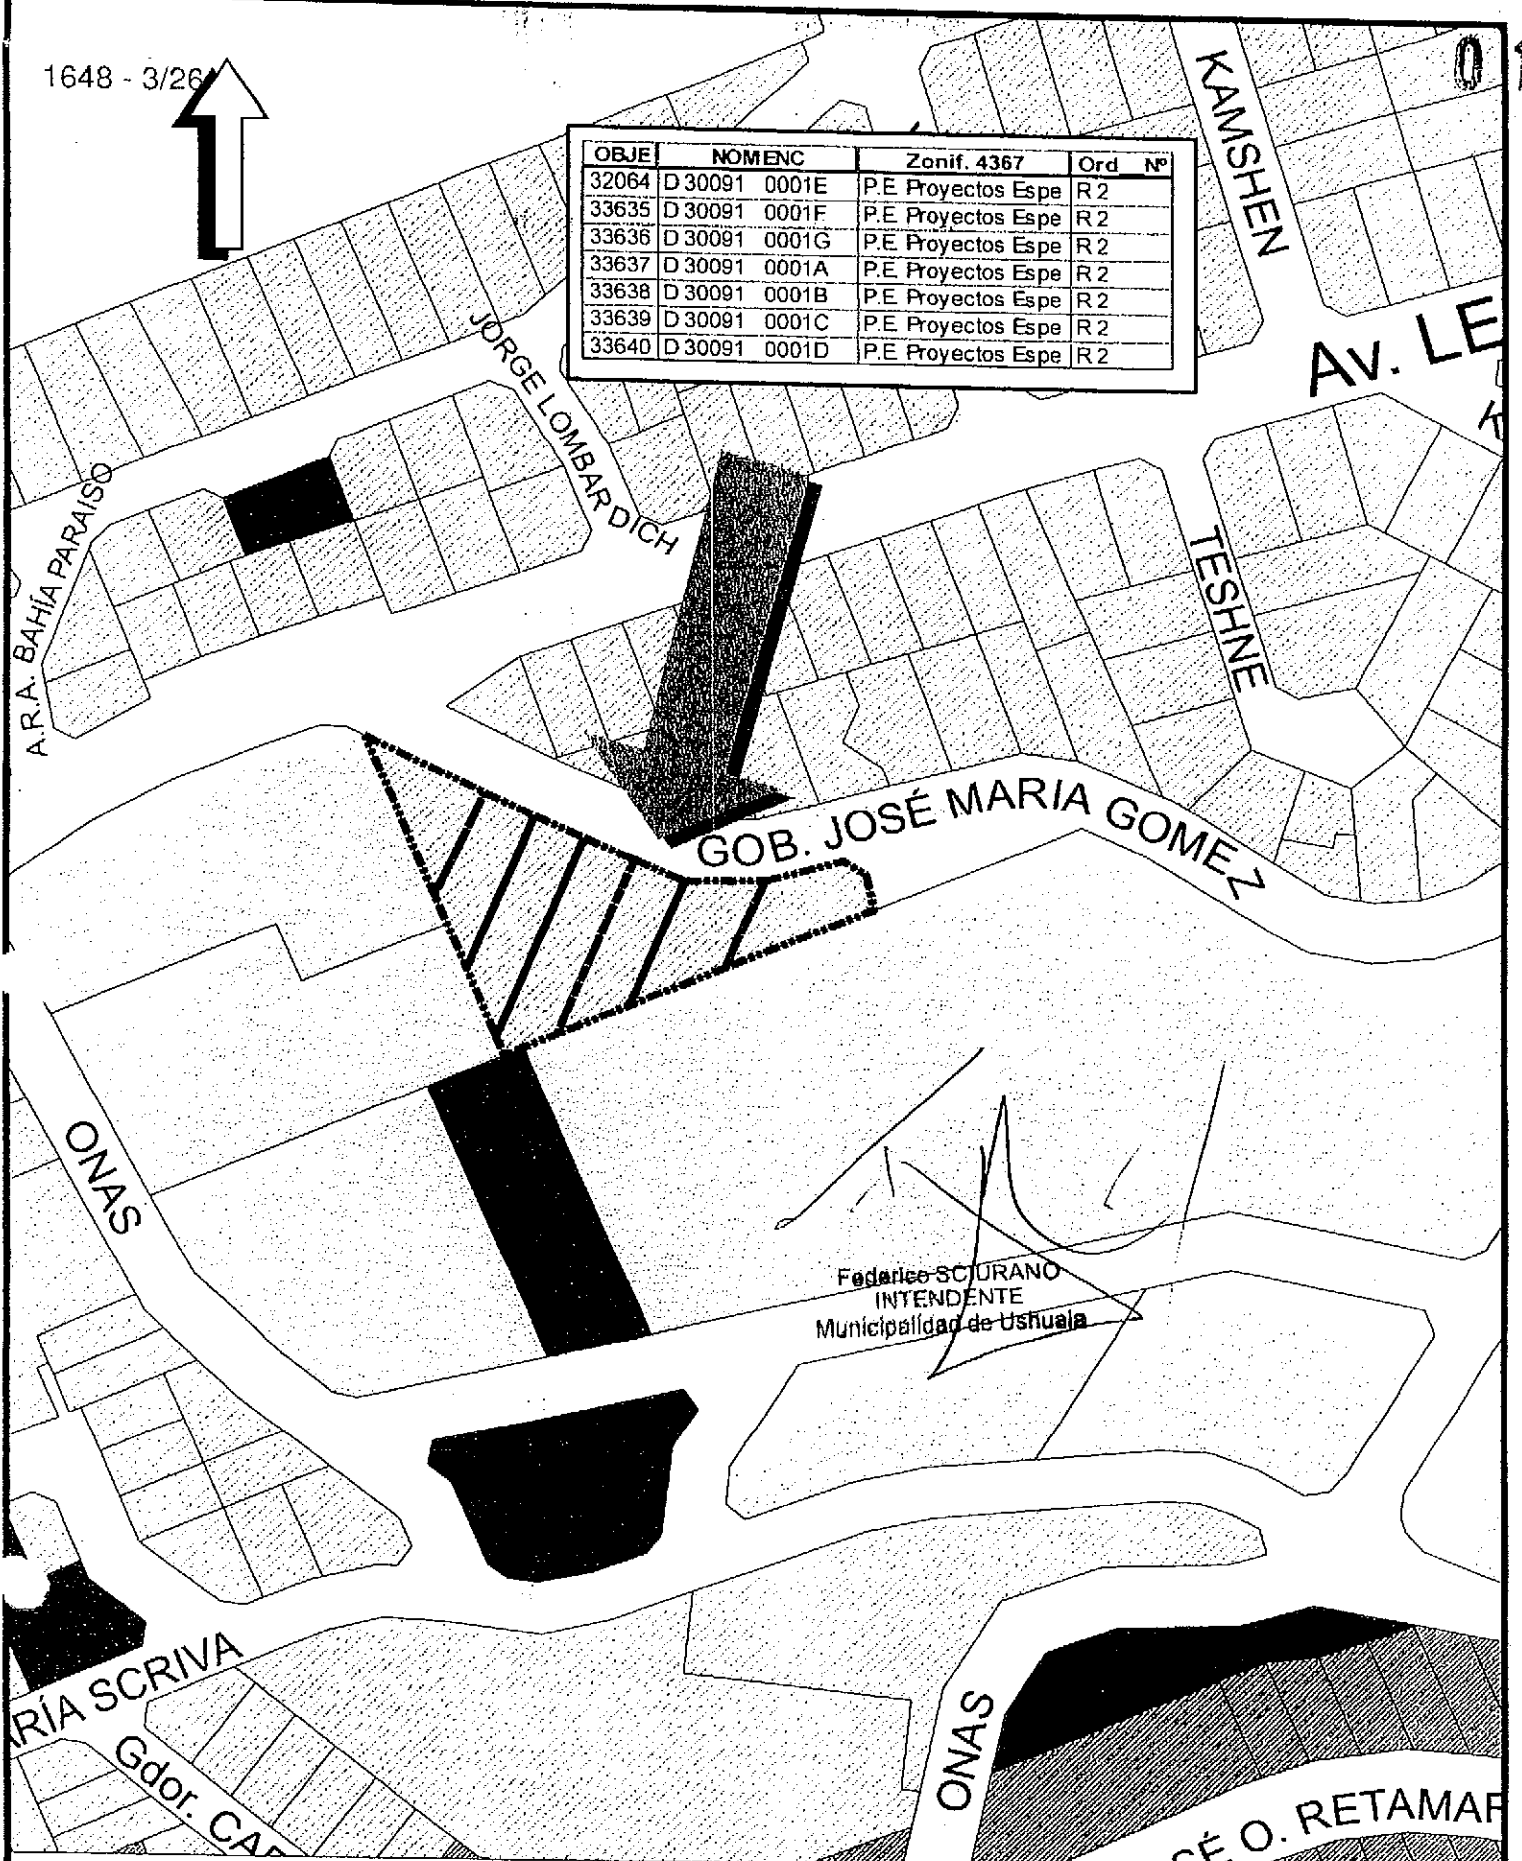 1648 - 3/26
KAMSHEN
OBJE NOMENC Zonif. 4367 Ord Nº
32064 D 30091 0001E P.E Proyectos Espe R 2
33635 D 30091 0001F P.E Proyectos Espe R 2
33636 D 30091 0001G P.E Proyectos Espe R 2
33637 D 30091 0001A P.E Proyectos Espe R 2
33638 D 30091 0001B P.E Proyectos Espe R 2
33639 D 30091 0001C P.E Proyectos Espe R 2
33640 D 30091 0001D P.E Proyectos Espe R 2
Av. LE
JORGE LOMBARDICH
A.R.A. BAHÍA PARAISO
TESHNE
GOB. JOSÉ MARIA GOMEZ
ONAS
Federico SCIURANO
INTENDENTE
Municipalidad de Ushuaia
RÍA SCRIVA
Gdor. CA
ONAS
SÉ O. RETAMAR